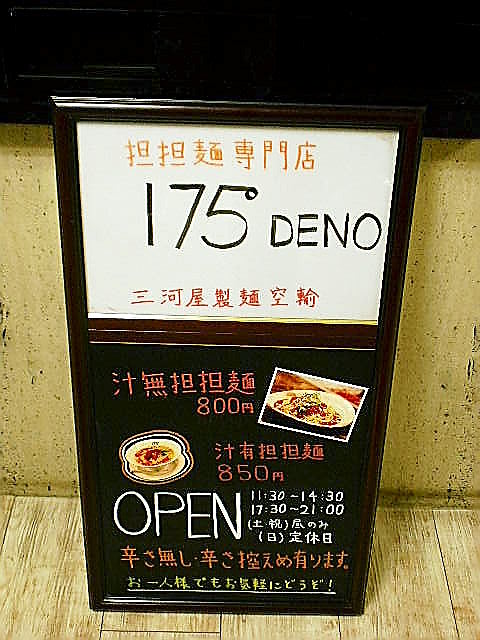 担担麺専門店
175° DENO
三河屋製麺空輸
汁無担担麺
800円
汁有担担麺
850円
OPEN
11:30~14:30
17:30~21:00
(土・祝)昼のみ
(日)定休日
辛さ無し・辛さ控えめ有ります。
お一人様でもお気軽にどうぞ!